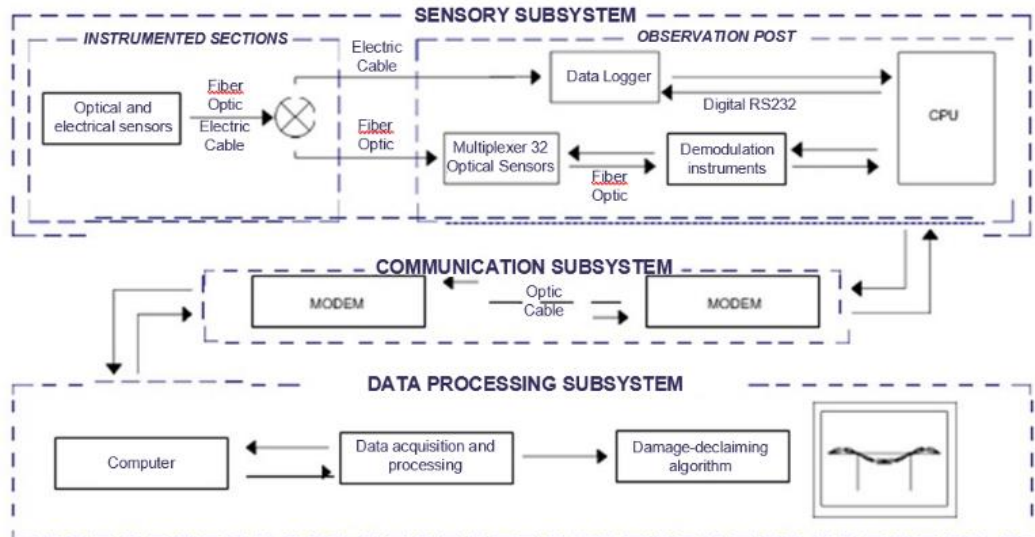 SENSORY SUBSYSTEM
INSTRUMENTED SECTIONS
OBSERVATION POST
Optical and
electrical sensors
Fiber
Optic
Electric
Cable
Electric
Cable
Fiber
Optic
Data Logger
Digital RS232
CPU
Multiplexer 32
Optical Sensors
Fiber
Optic
Demodulation
instruments
COMMUNICATION SUBSYSTEM
MODEM
Optic
Cable
MODEM
DATA PROCESSING SUBSYSTEM
Computer
Data acquisition and
processing
Damage-declaiming
algorithm